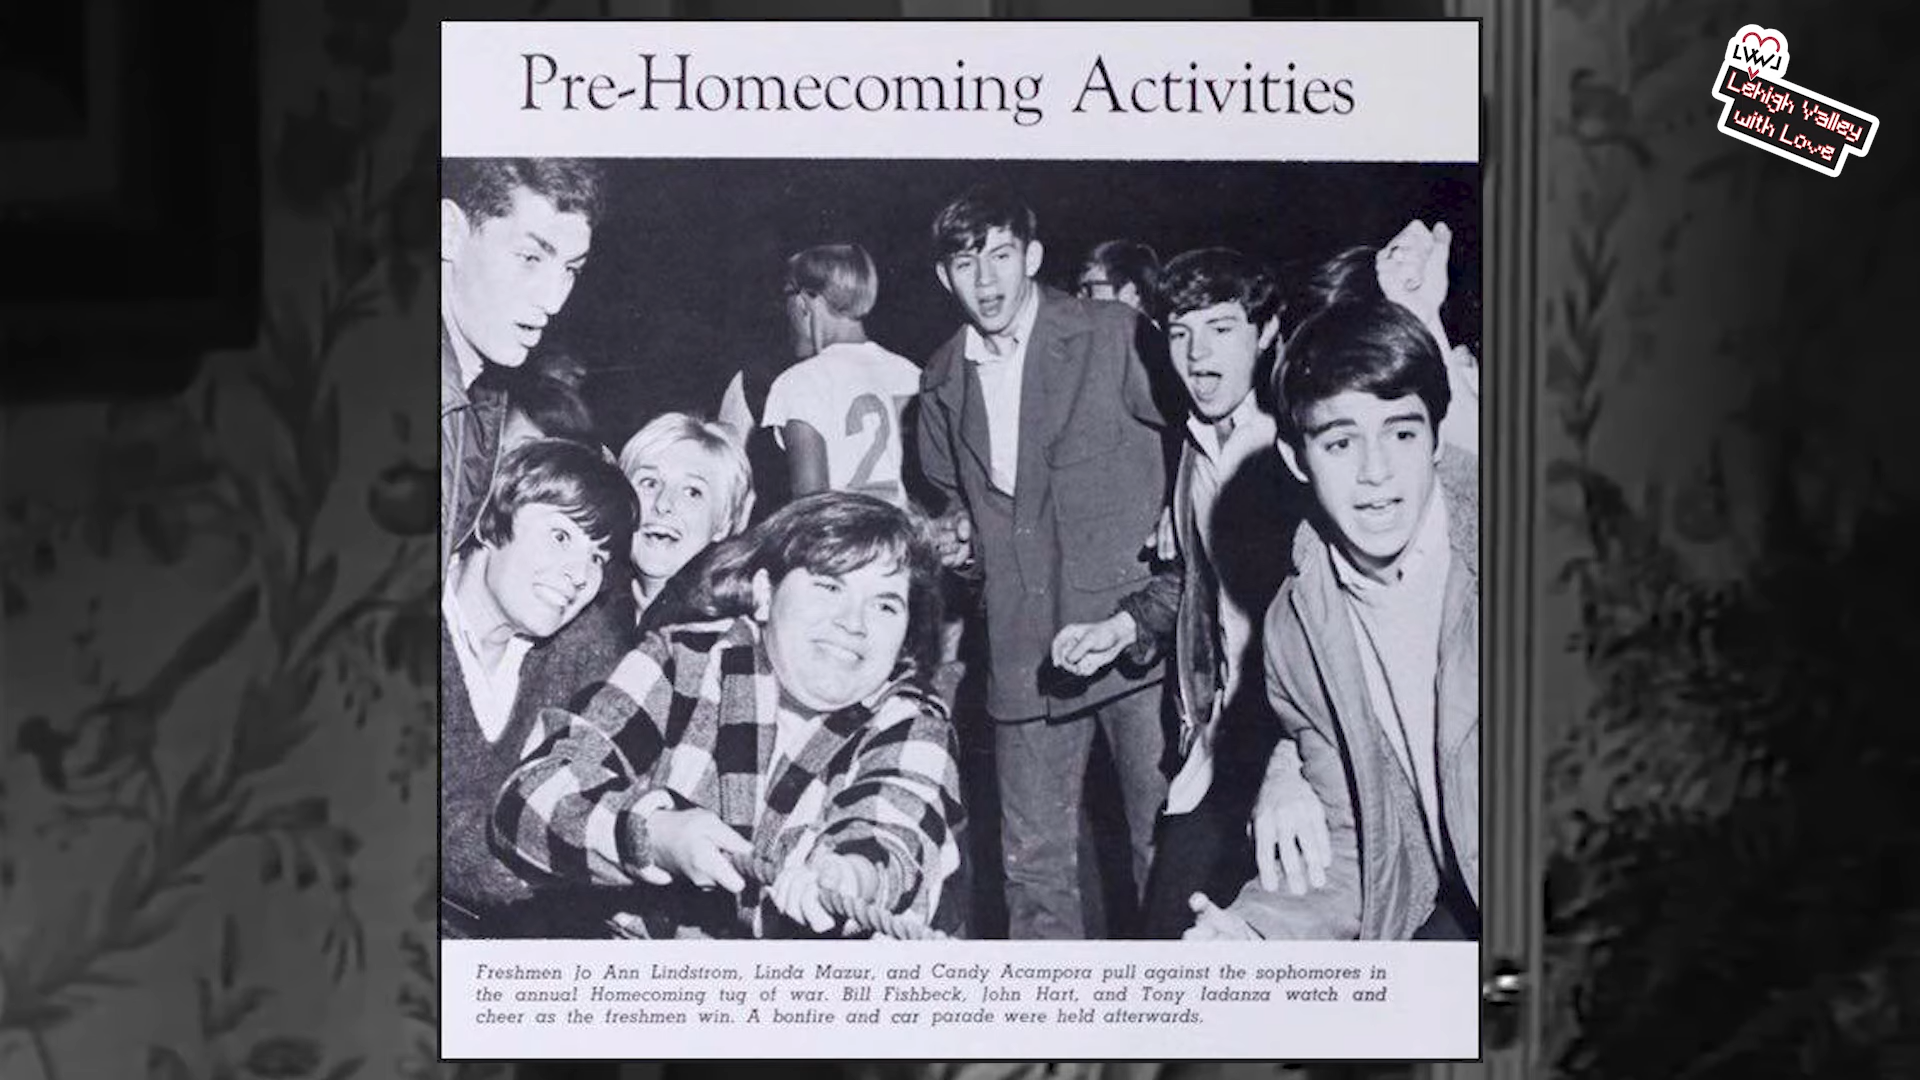 Pre-Homecoming Activities
LVWL
Lehigh Valley
with Love
2
Freshmen Jo Ann Lindstrom, Linda Mazur, and Candy Acampora pull against the sophomores in
the annual Homecoming tug of war. Bill Fishbeck, John Hart, and Tony Iadanza watch and
cheer as the freshmen win. A bonfire and car parade were held afterwards.